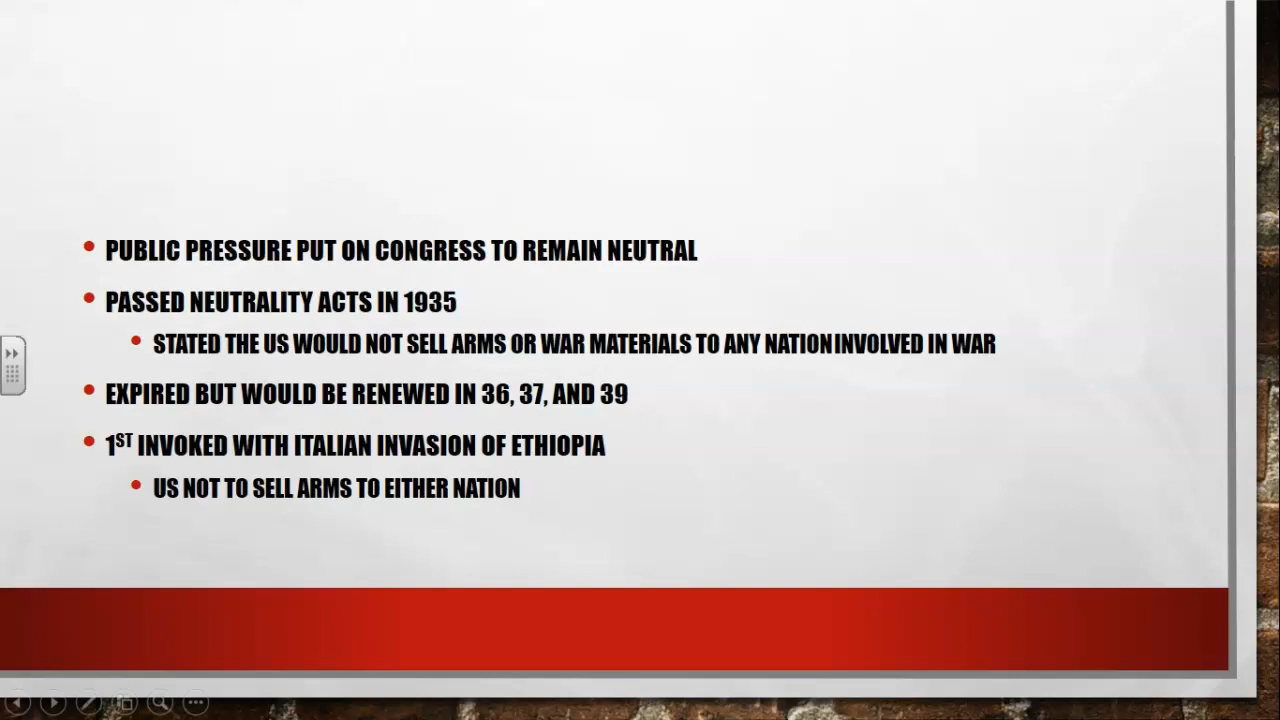 • PUBLIC PRESSURE PUT ON CONGRESS TO REMAIN NEUTRAL
• PASSED NEUTRALITY ACTS IN 1935
• STATED THE US WOULD NOT SELL ARMS OR WAR MATERIALS TO ANY NATION INVOLVED IN WAR
• EXPIRED BUT WOULD BE RENEWED IN 36, 37, AND 39
• 1ST INVOKED WITH ITALIAN INVASION OF ETHIOPIA
• US NOT TO SELL ARMS TO EITHER NATION